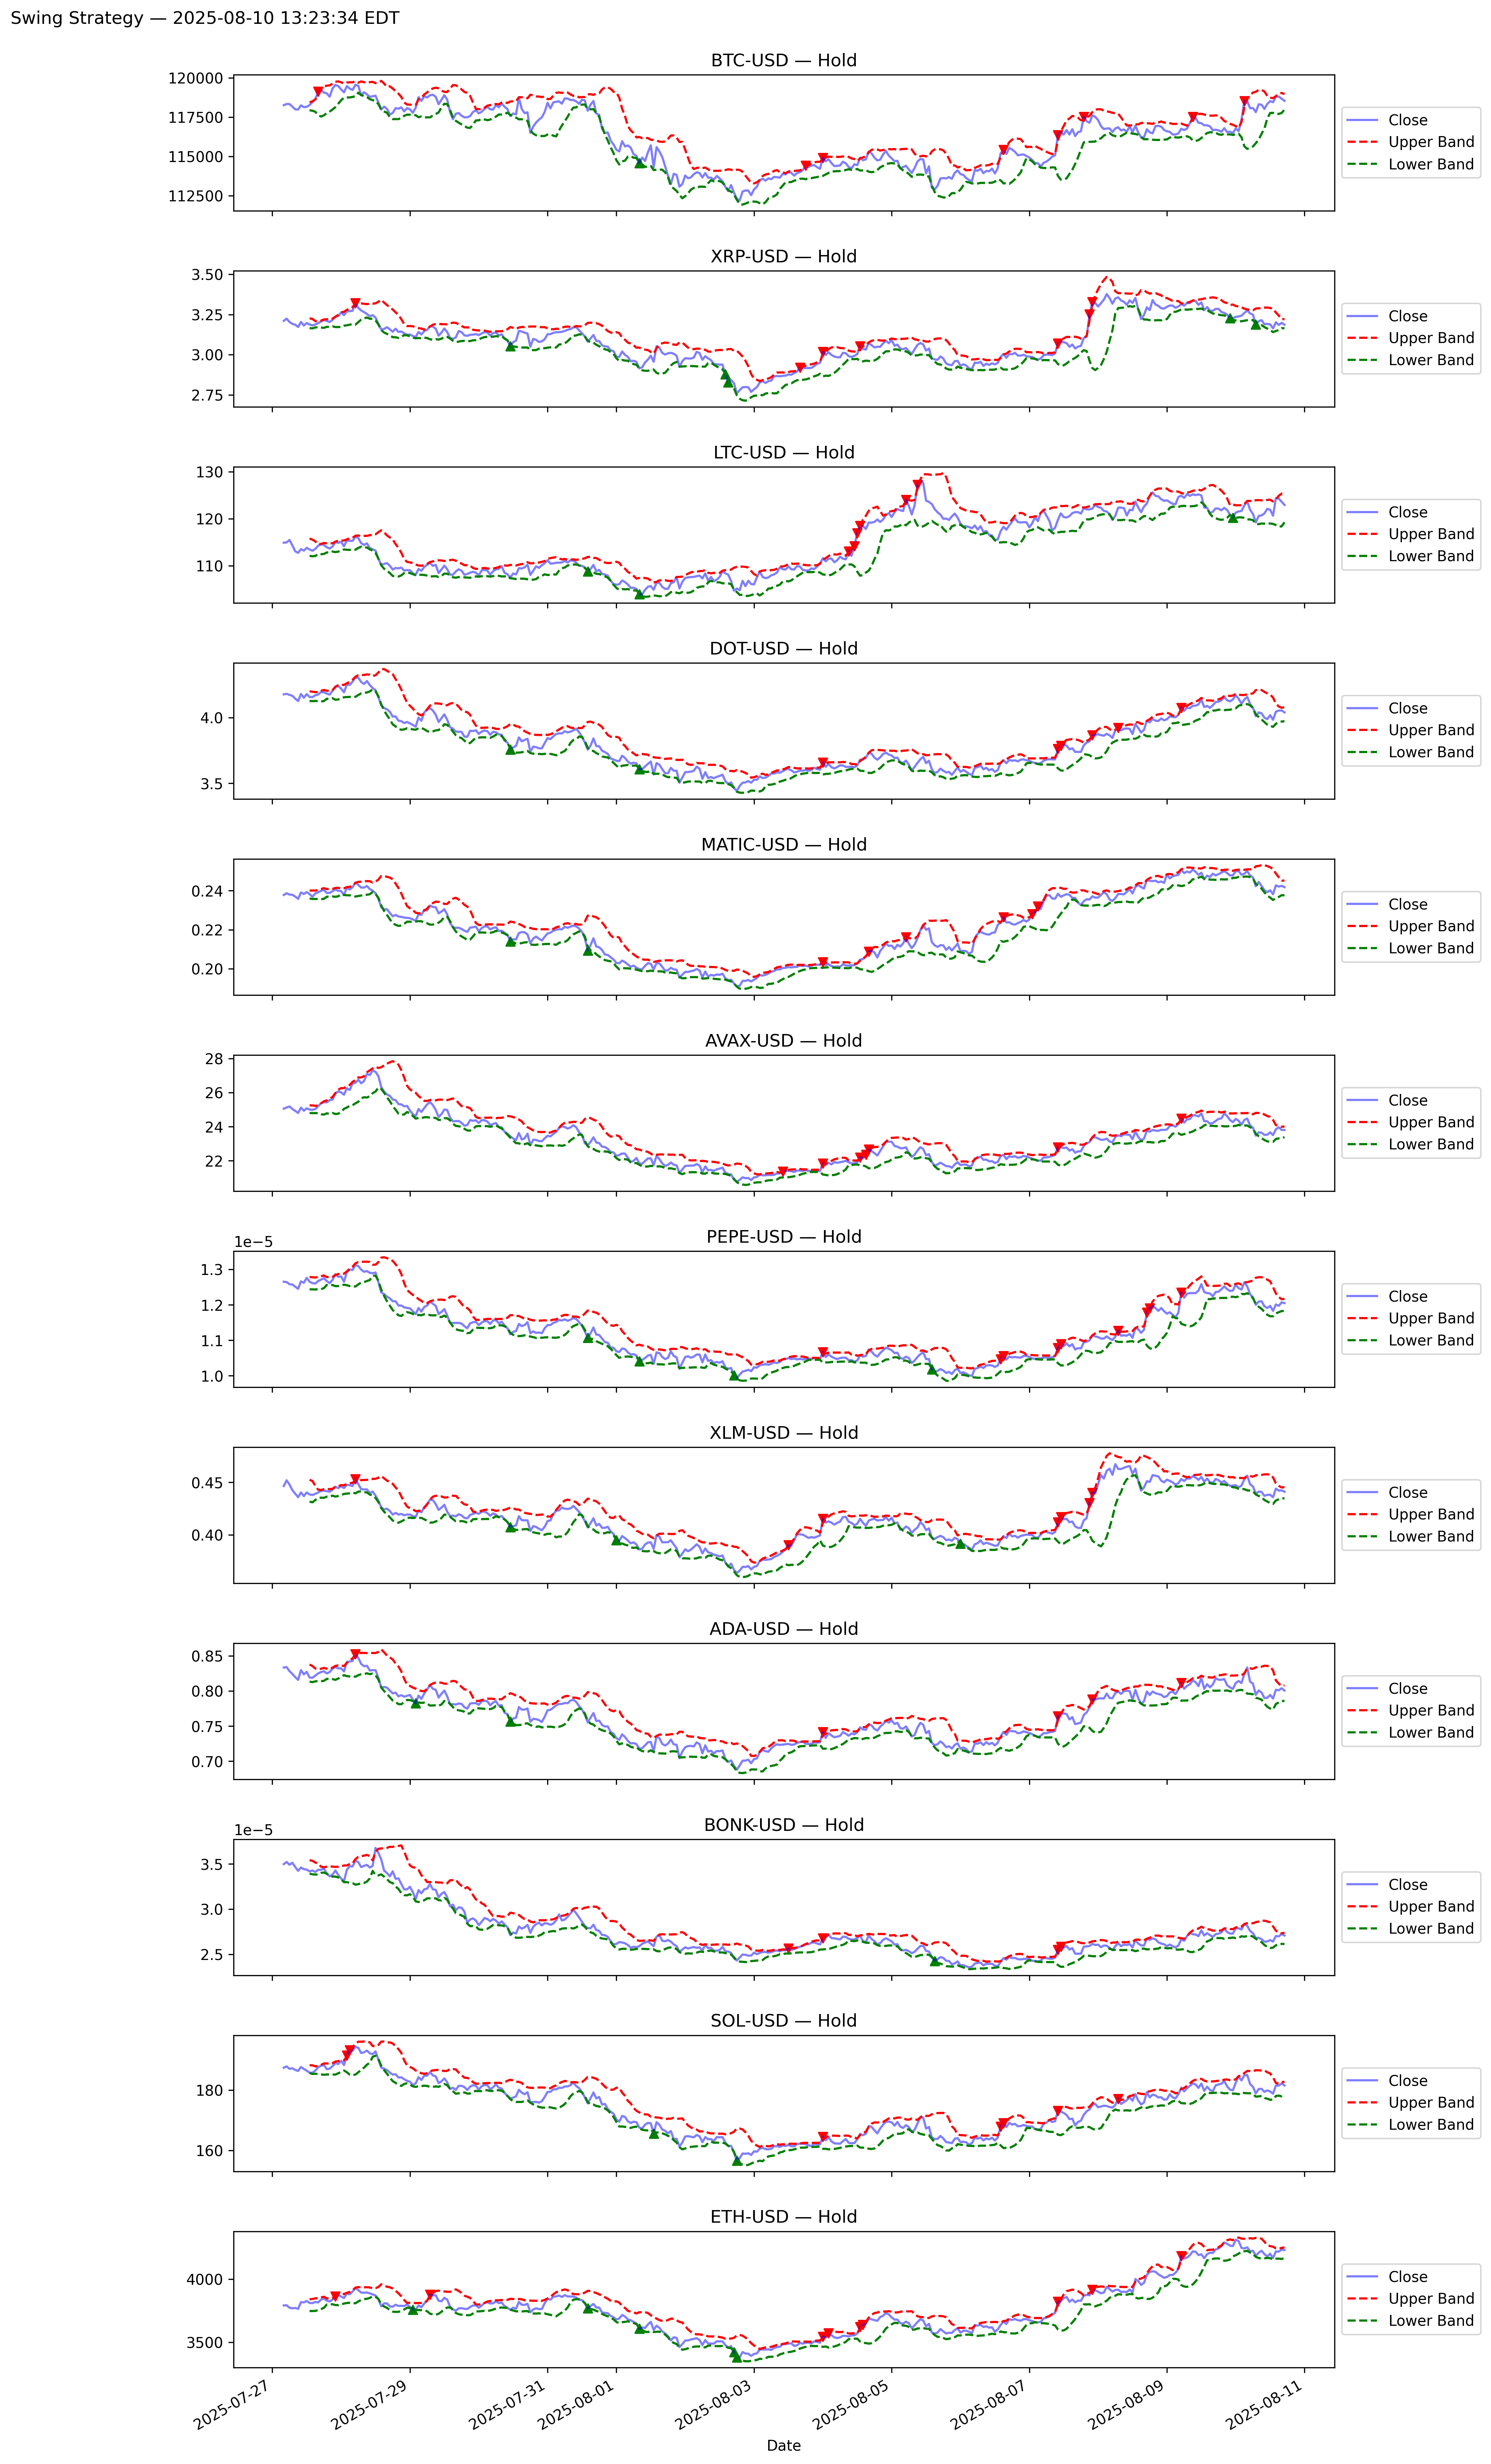 Swing Strategy — 2025-08-10 13:23:34 EDT
BTC-USD — Hold
120000
117500
115000
112500
Close
Upper Band
Lower Band
XRP-USD — Hold
3.50
3.25
3.00
2.75
Close
Upper Band
Lower Band
LTC-USD — Hold
130
120
110
Close
Upper Band
Lower Band
DOT-USD — Hold
4.0
3.5
Close
Upper Band
Lower Band
MATIC-USD — Hold
0.24
0.22
0.20
Close
Upper Band
Lower Band
AVAX-USD — Hold
28
26
24
22
Close
Upper Band
Lower Band
PEPE-USD — Hold
1e−5
1.3
1.2
1.1
1.0
Close
Upper Band
Lower Band
XLM-USD — Hold
0.45
0.40
Close
Upper Band
Lower Band
ADA-USD — Hold
0.85
0.80
0.75
0.70
Close
Upper Band
Lower Band
BONK-USD — Hold
1e−5
3.5
3.0
2.5
Close
Upper Band
Lower Band
SOL-USD — Hold
180
160
Close
Upper Band
Lower Band
ETH-USD — Hold
4000
3500
Close
Upper Band
Lower Band
2025-07-27
2025-07-29
2025-07-31
2025-08-01
2025-08-03
2025-08-05
2025-08-07
2025-08-09
2025-08-11
Date